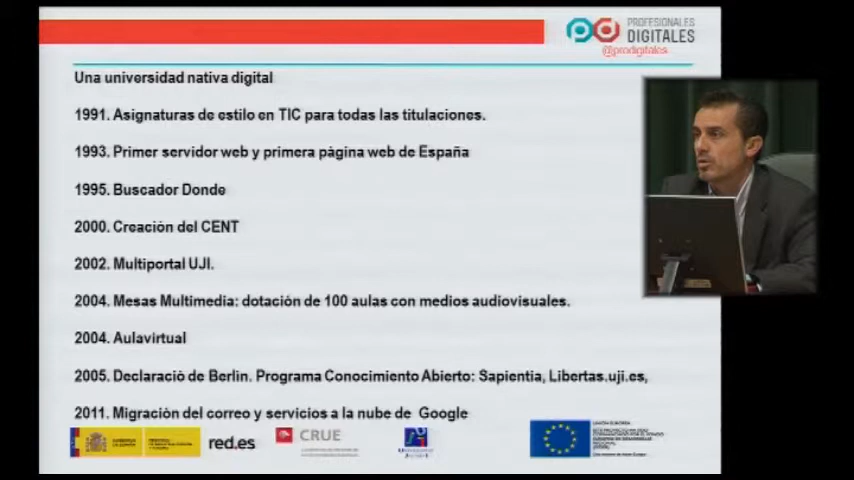 PROFESIONALES
DIGITALES
@prodigitales
Una universidad nativa digital
1991. Asignaturas de estilo en TIC para todas las titulaciones.
1993. Primer servidor web y primera página web de España
1995. Buscador Donde
2000. Creación del CENT
2002. Multiportal UJI.
2004. Mesas Multimedia: dotación de 100 aulas con medios audiovisuales.
2004. Aulavirtual
2005. Declaració de Berlin. Programa Conocimiento Abierto: Sapientia, Libertas.uji.es,
2011. Migración del correo y servicios a la nube de Google
red.es
CRUE
UNIÓN EUROPEA